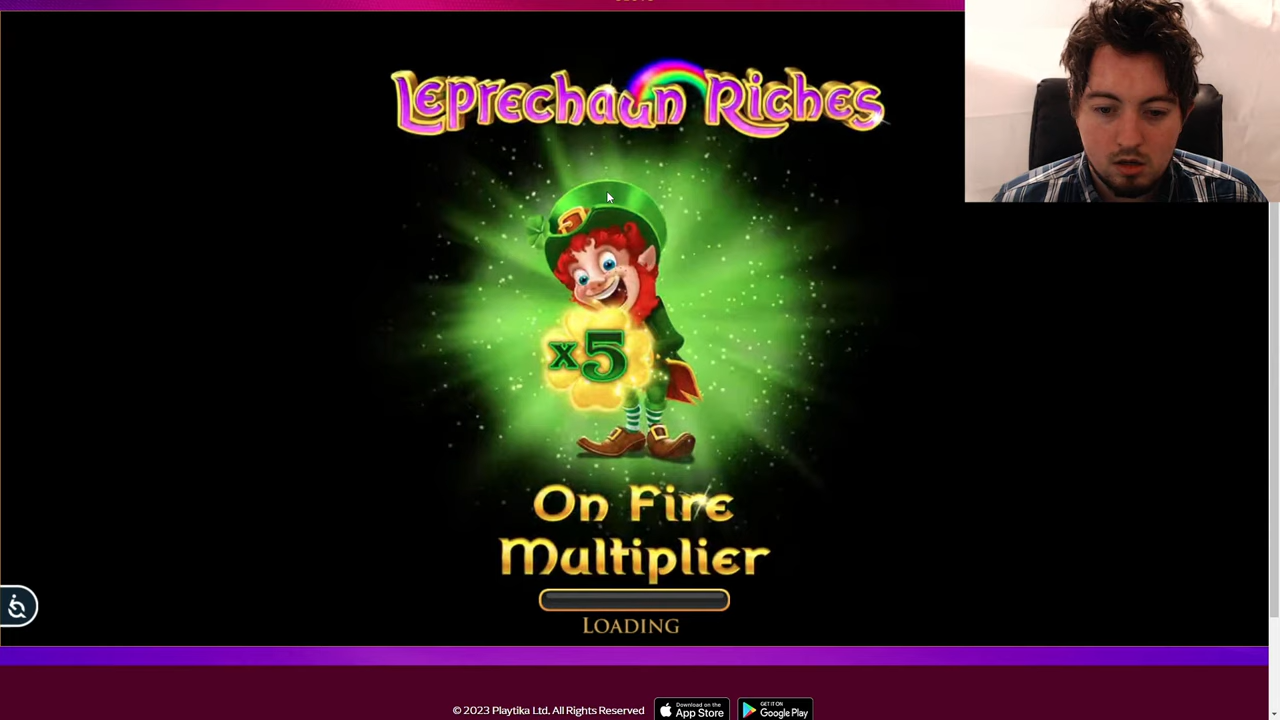 Leprechaun Riches
x5
On Fire
Multiplier
LOADING
© 2023 Playtika Ltd. All Rights Reserved
Download on the
App Store
GET IT ON
Google Play